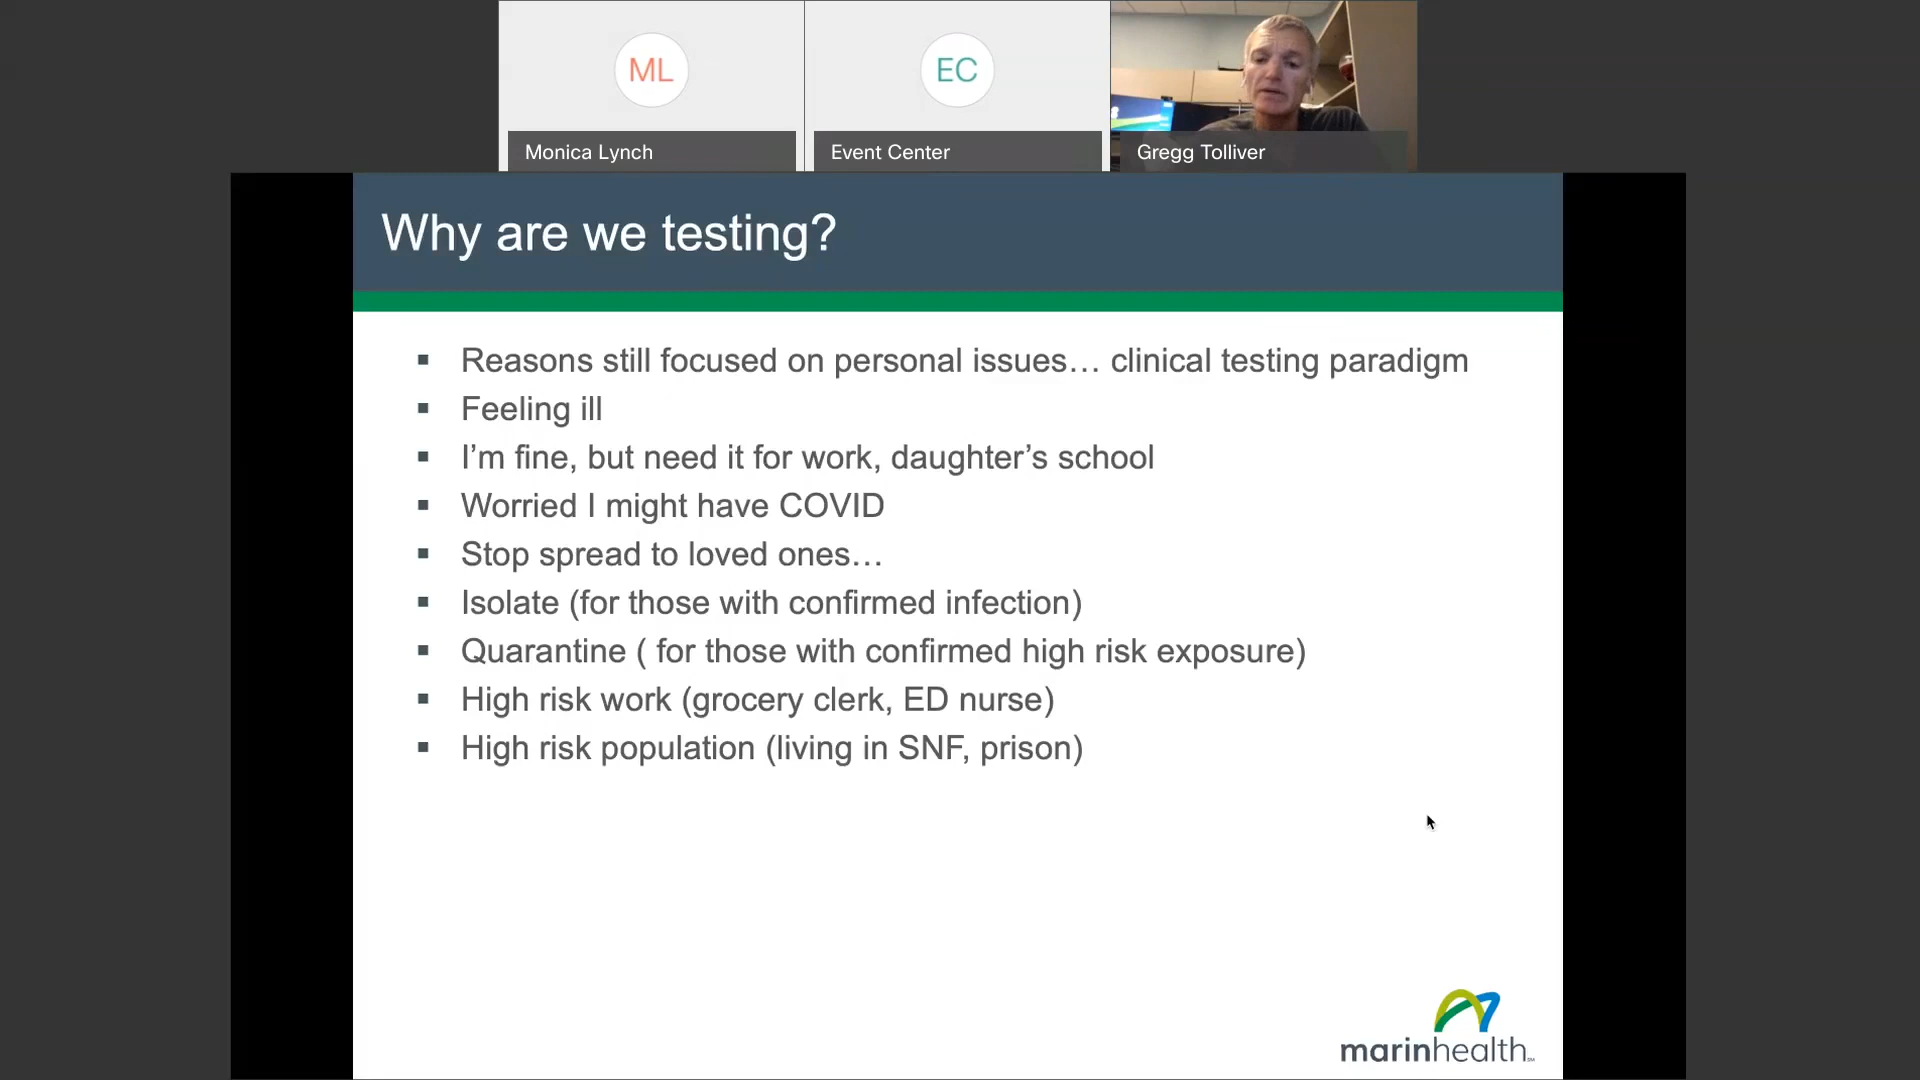 ML
EC
Monica Lynch
Event Center
Gregg Tolliver
Why are we testing?
▪ Reasons still focused on personal issues… clinical testing paradigm
▪ Feeling ill
▪ I’m fine, but need it for work, daughter’s school
▪ Worried I might have COVID
▪ Stop spread to loved ones…
▪ Isolate (for those with confirmed infection)
▪ Quarantine ( for those with confirmed high risk exposure)
▪ High risk work (grocery clerk, ED nurse)
▪ High risk population (living in SNF, prison)
marinhealth